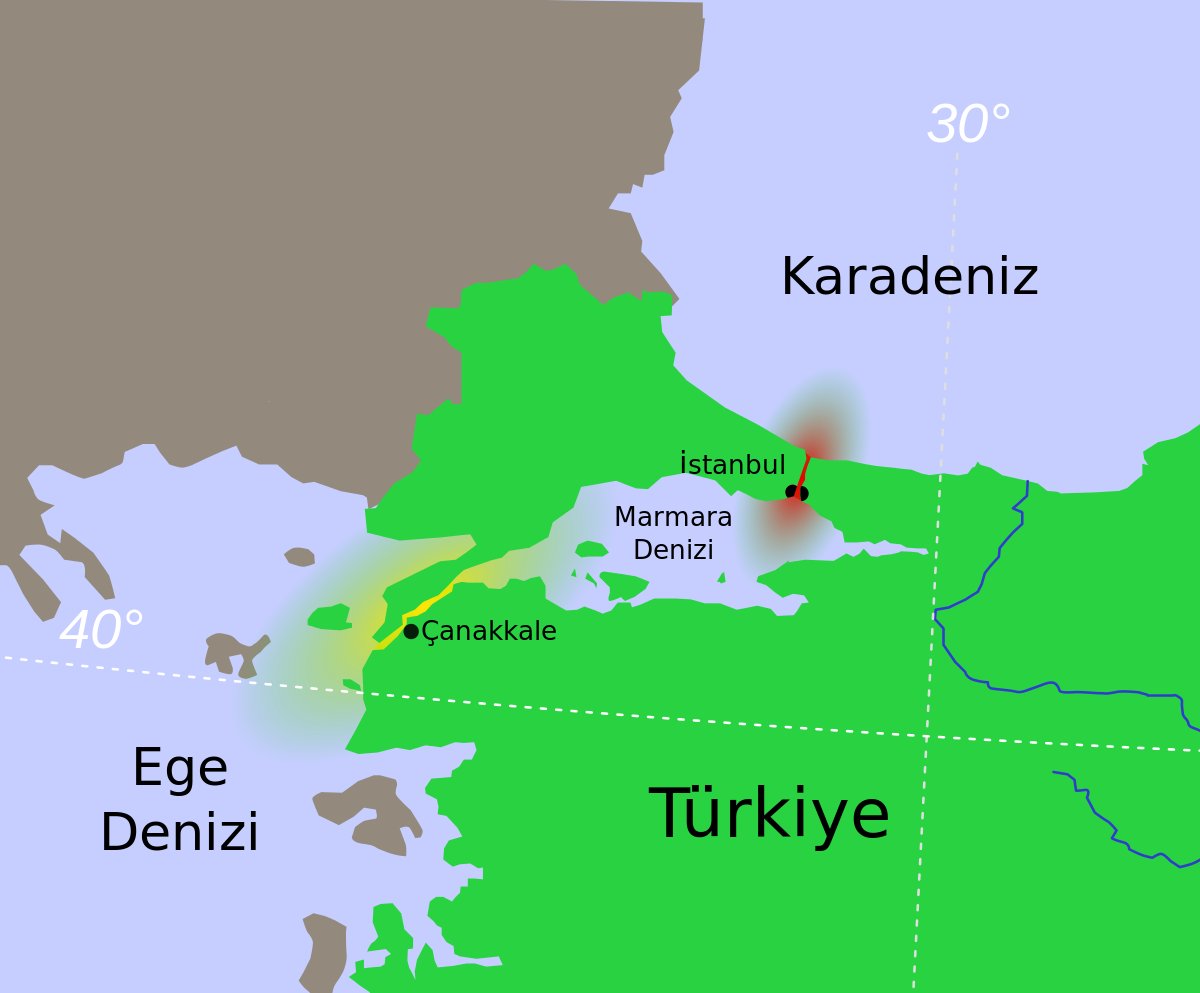 30°
Karadeniz
İstanbul
Marmara
Denizi
40°
Çanakkale
Ege
Denizi
Türkiye